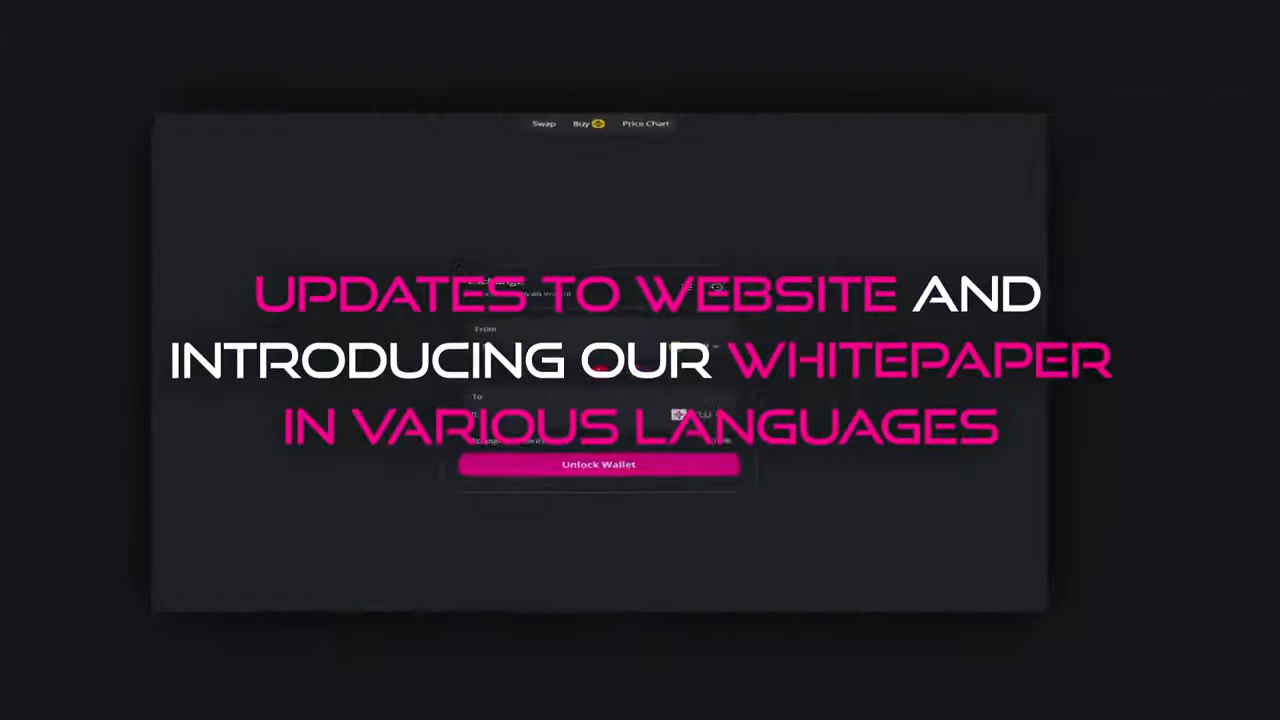 Swap Buy Price Chart
UPDATES TO WEBSITE AND
From
INTRODUCING OUR WHITEPAPER
To
IN VARIOUS LANGUAGES
Unlock Wallet